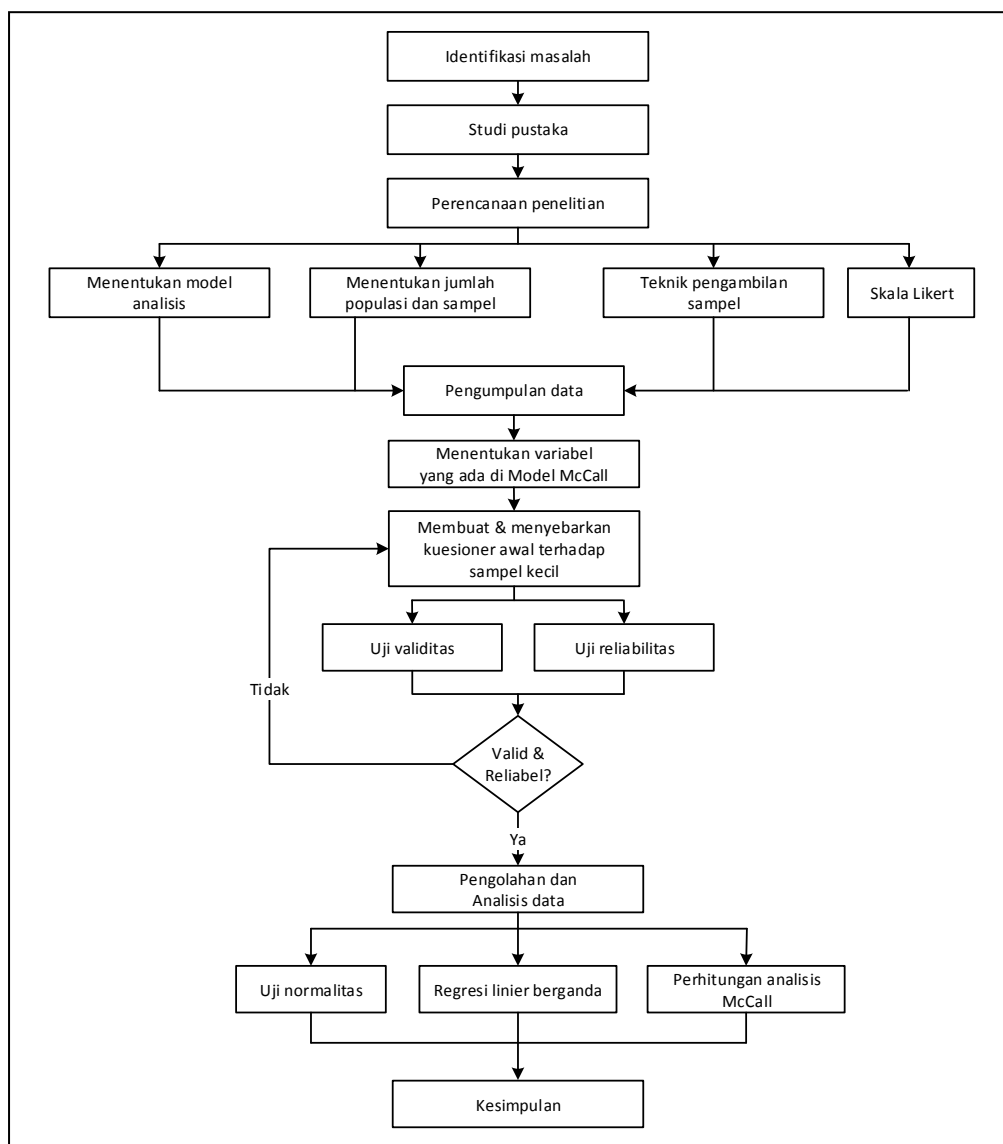 Identifikasi masalah
Studi pustaka
Perencanaan penelitian
Menentukan model
analisis
Menentukan jumlah
populasi dan sampel
Teknik pengambilan
sampel
Skala Likert
Pengumpulan data
Menentukan variabel
yang ada di Model McCall
Membuat & menyebarkan
kuesioner awal terhadap
sampel kecil
Uji validitas
Uji reliabilitas
Tidak
Valid &
Reliabel?
Ya
Pengolahan dan
Analisis data
Uji normalitas
Regresi linier berganda
Perhitungan analisis
McCall
Kesimpulan